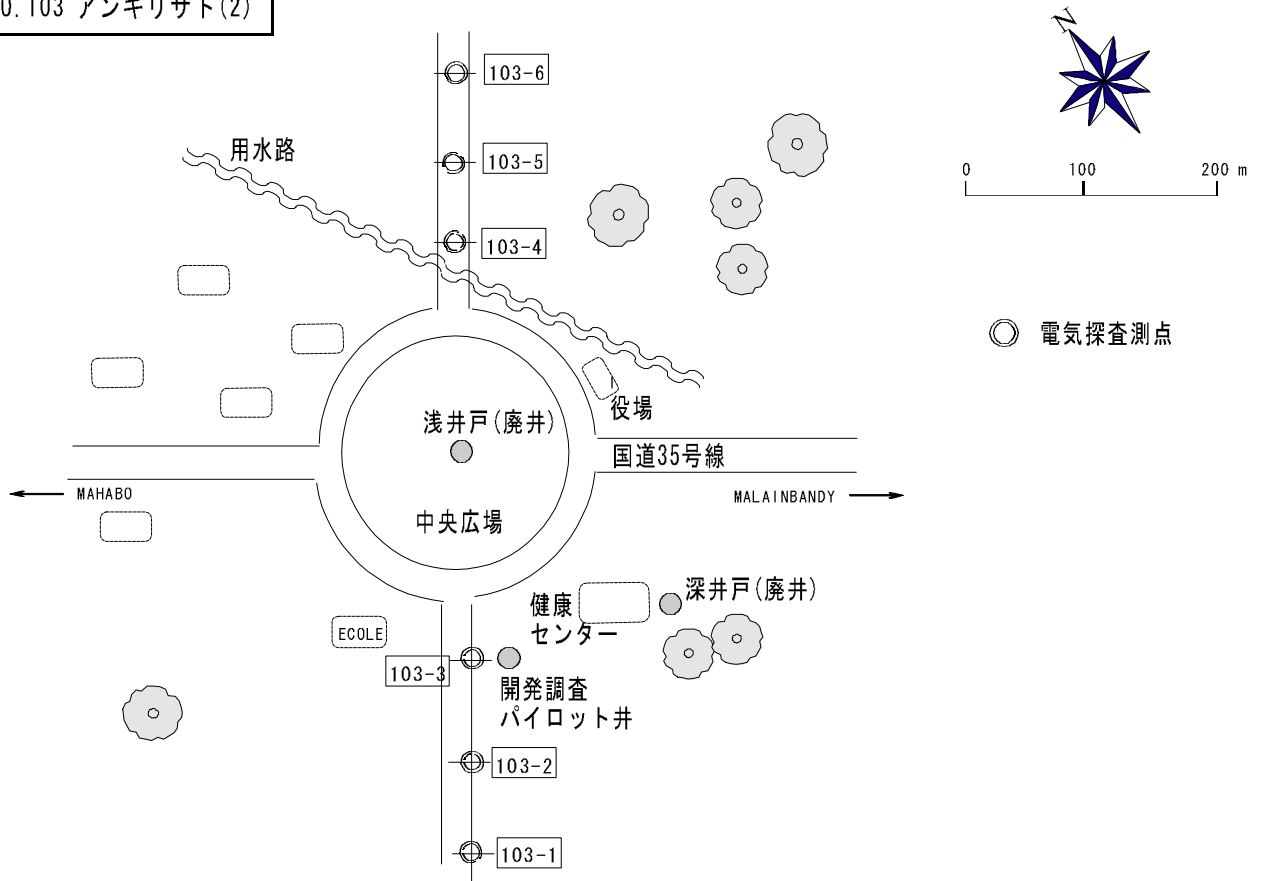 0.103 アンキリサト(2)
N
103-6
用水路
103-5
0 100 200 m
103-4
電気探査測点
役場
浅井戸(廃井)
国道35号線
MAHABO
MALAINBANDY
中央広場
深井戸(廃井)
健康
センター
ECOLE
103-3
開発調査
パイロット井
103-2
103-1